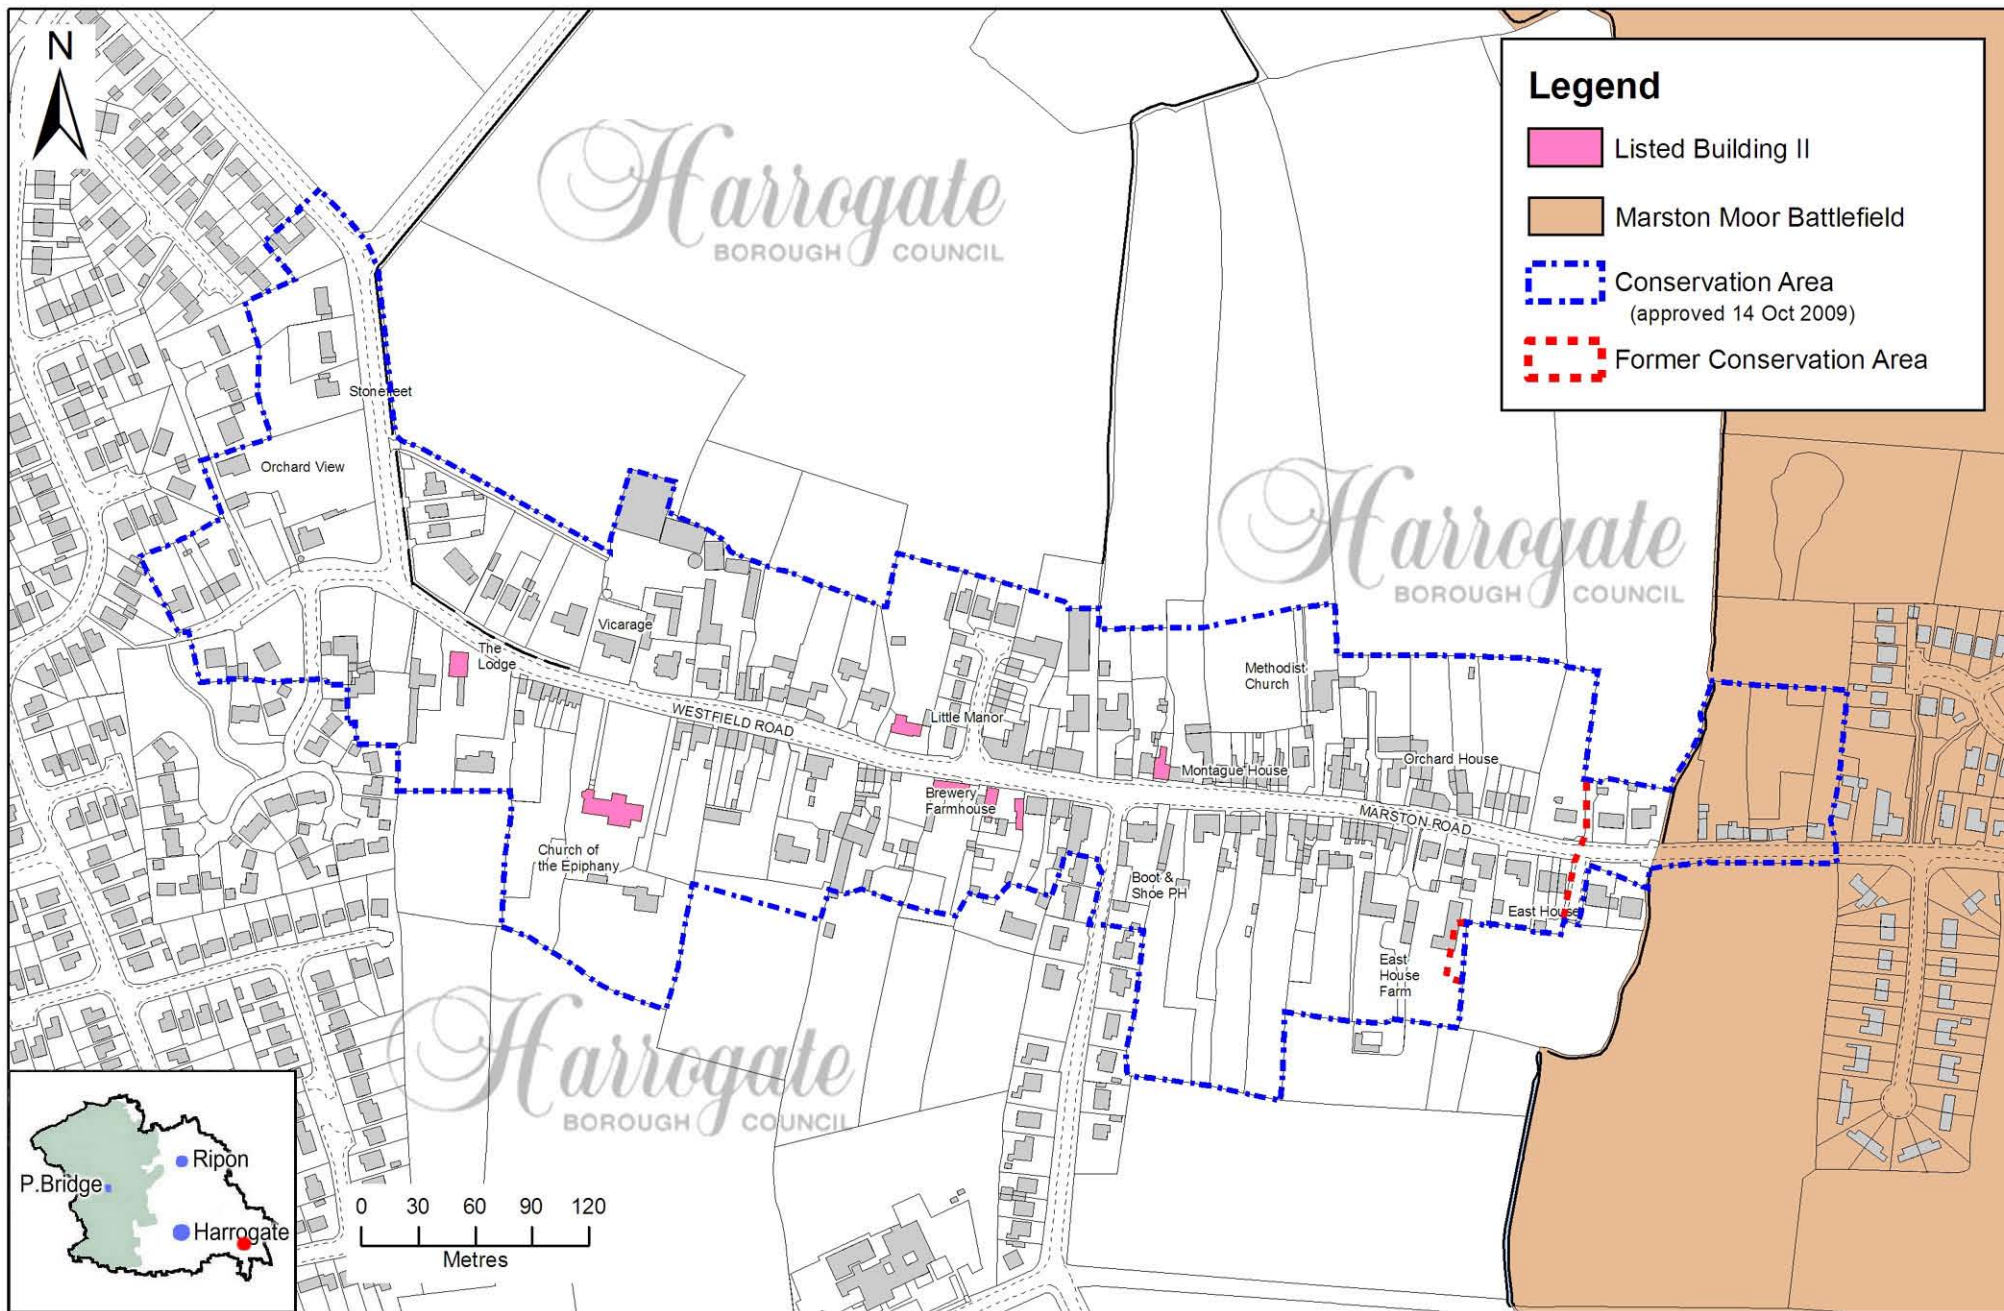 N
Harrogate
BOROUGH COUNCIL
Legend
Listed Building II
Marston Moor Battlefield
Conservation Area
(approved 14 Oct 2009)
Former Conservation Area
Stonefleet
Orchard View
Harrogate
BOROUGH COUNCIL
Vicarage
The
Lodge
Methodist
Church
WESTFIELD ROAD
Little Manor
Montague House
Orchard House
Brewery
Farmhouse
MARSTON ROAD
Church of
the Epiphany
Boot &
Shoe PH
East House
East
House
Farm
Harrogate
BOROUGH COUNCIL
Ripon
P.Bridge
Harrogate
0 30 60 90 120
Metres